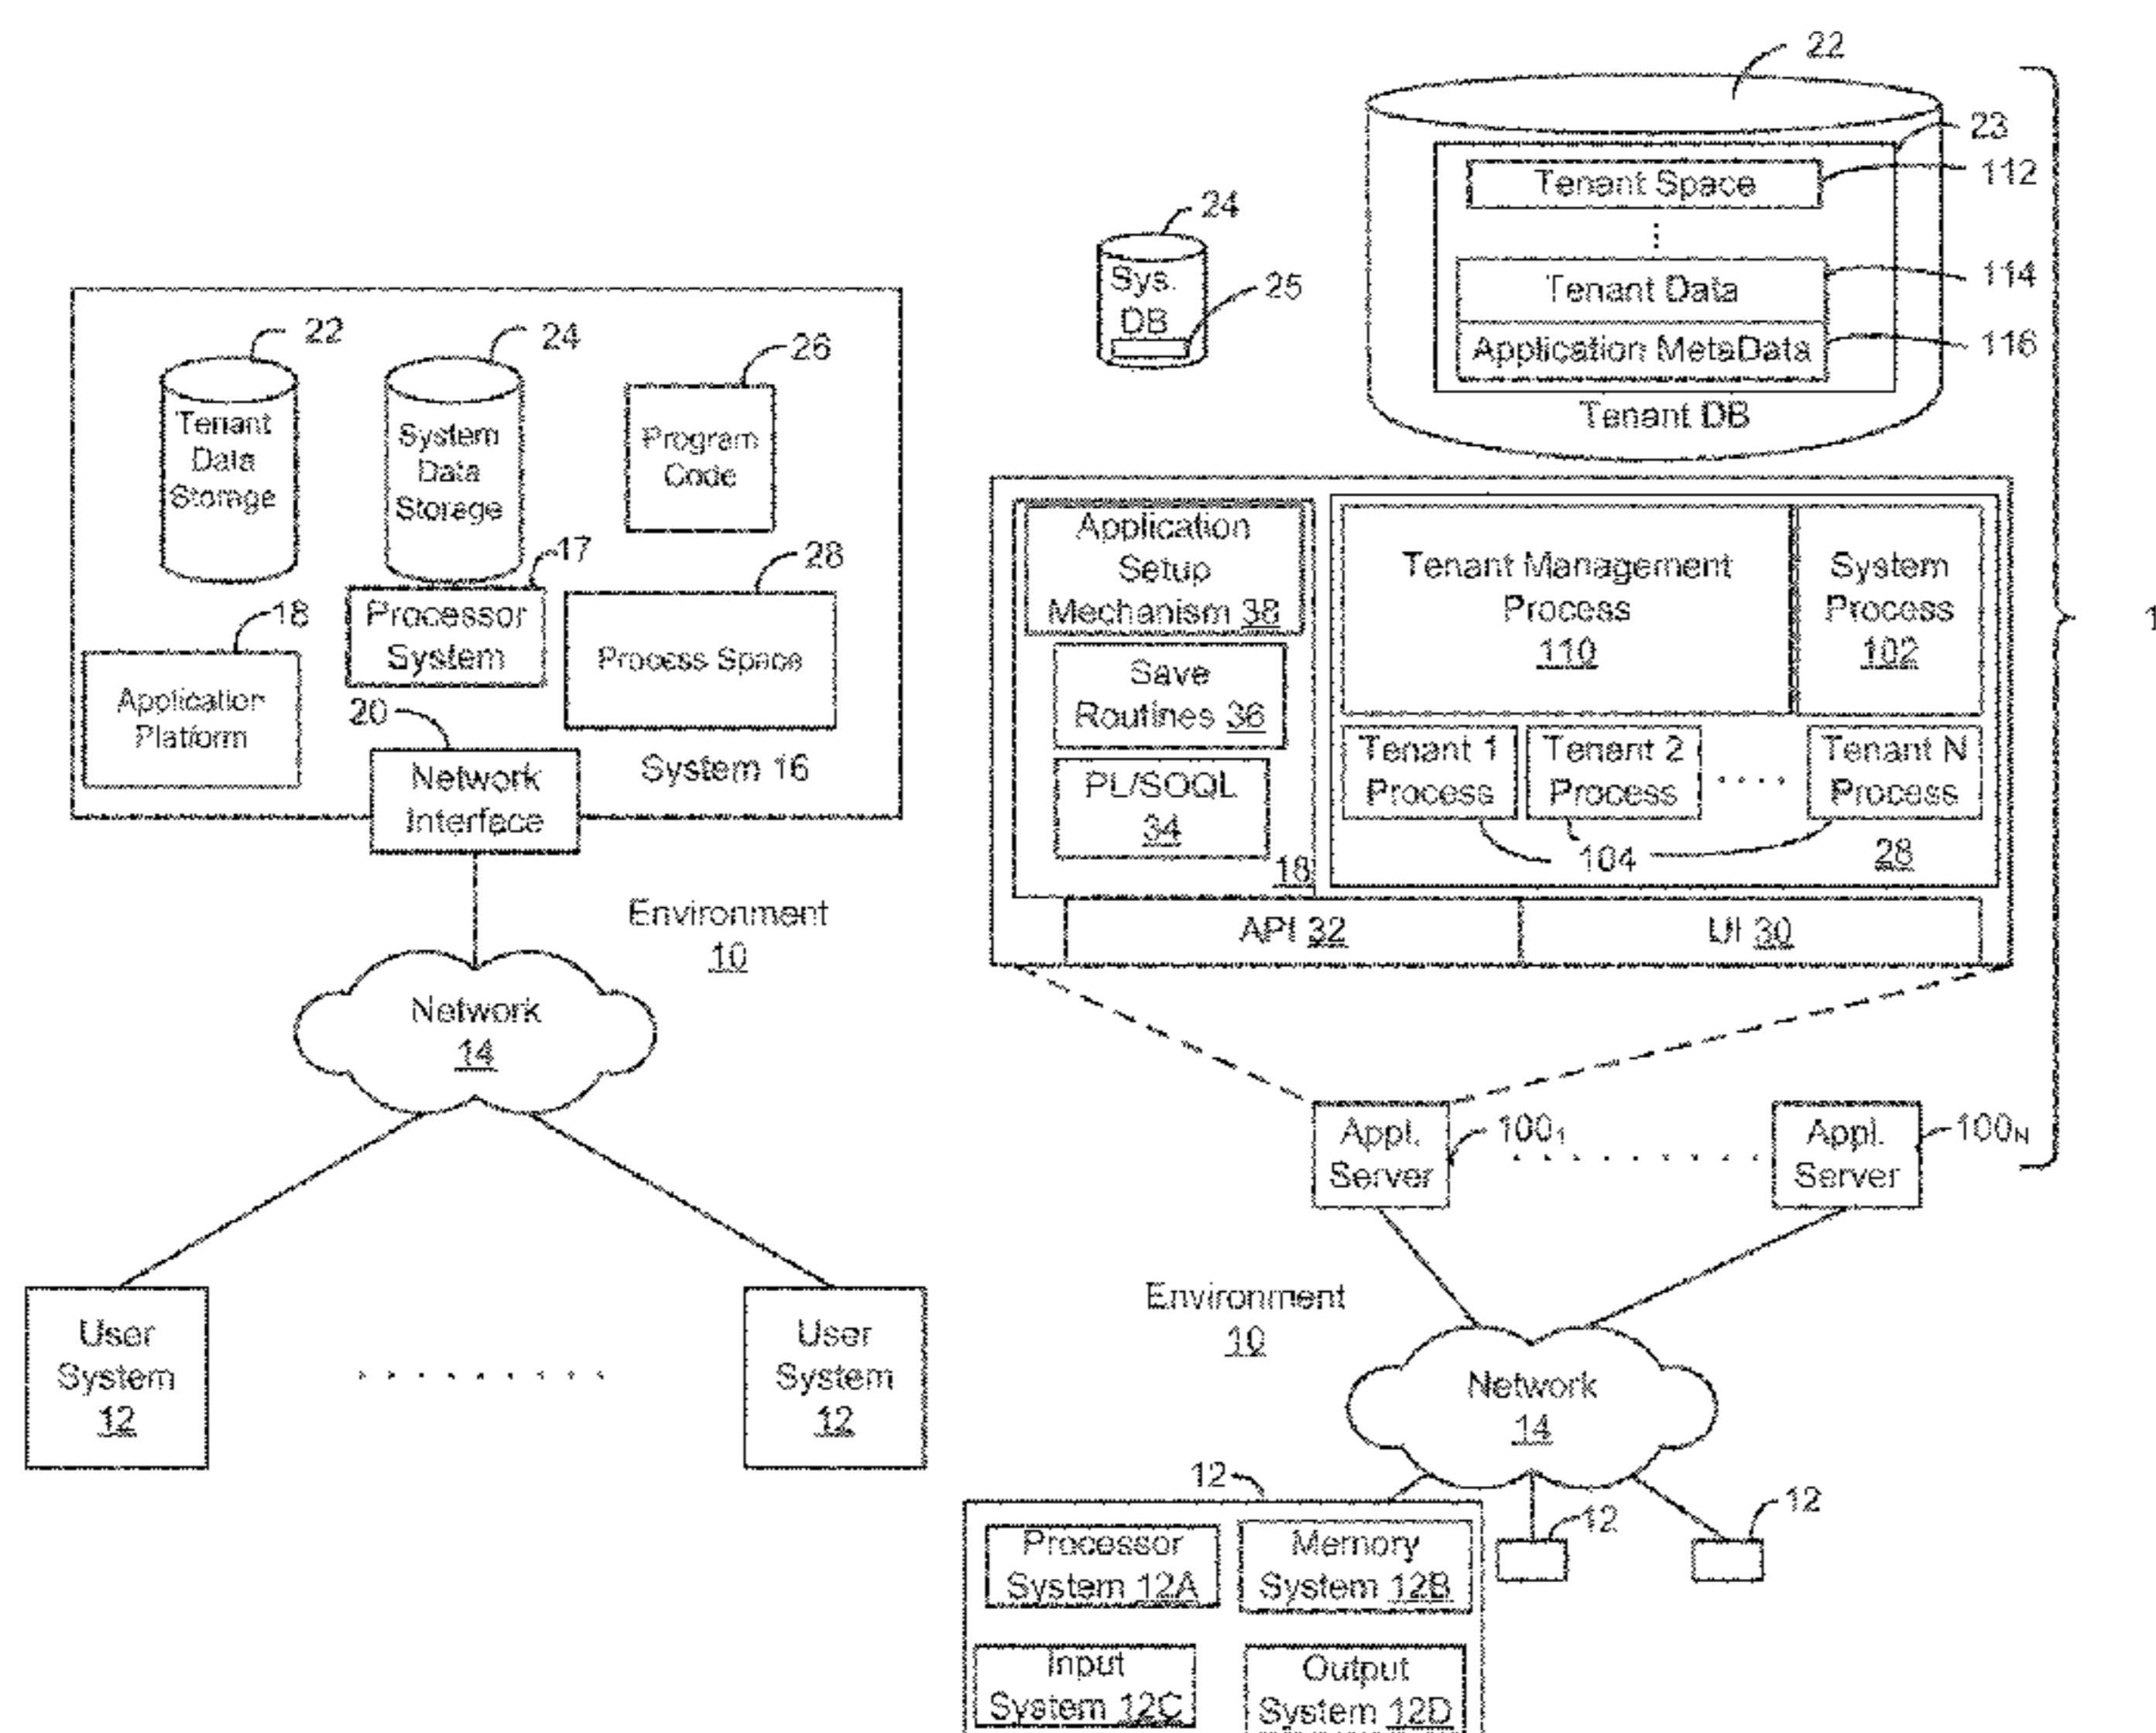 22
24
26
Tenant
Data
Storage
System
Data
Storage
Program
Code
17
28
18
Processor
System
Process Space
Application
Platform
20
Network
Interface
System 16
Environment
10
Network
14
User
System
12
User
System
12
22
23
112
Tenant Space
24
Sys.
DB
25
Tenant Data
114
Application MetaData
116
Tenant DB
Application
Setup
Mechanism 38
Save
Routines 36
PL/SOQL
34
18
Tenant Management
Process
110
System
Process
102
Tenant 1
Process
Tenant 2
Process
Tenant N
Process
104
28
API 32
UI 30
1
Appl.
Server
100₁
Appl.
Server
100N
Environment
10
Network
14
12
12
12
Processor
System 12A
Memory
System 12B
Input
System 12C
Output
System 12D